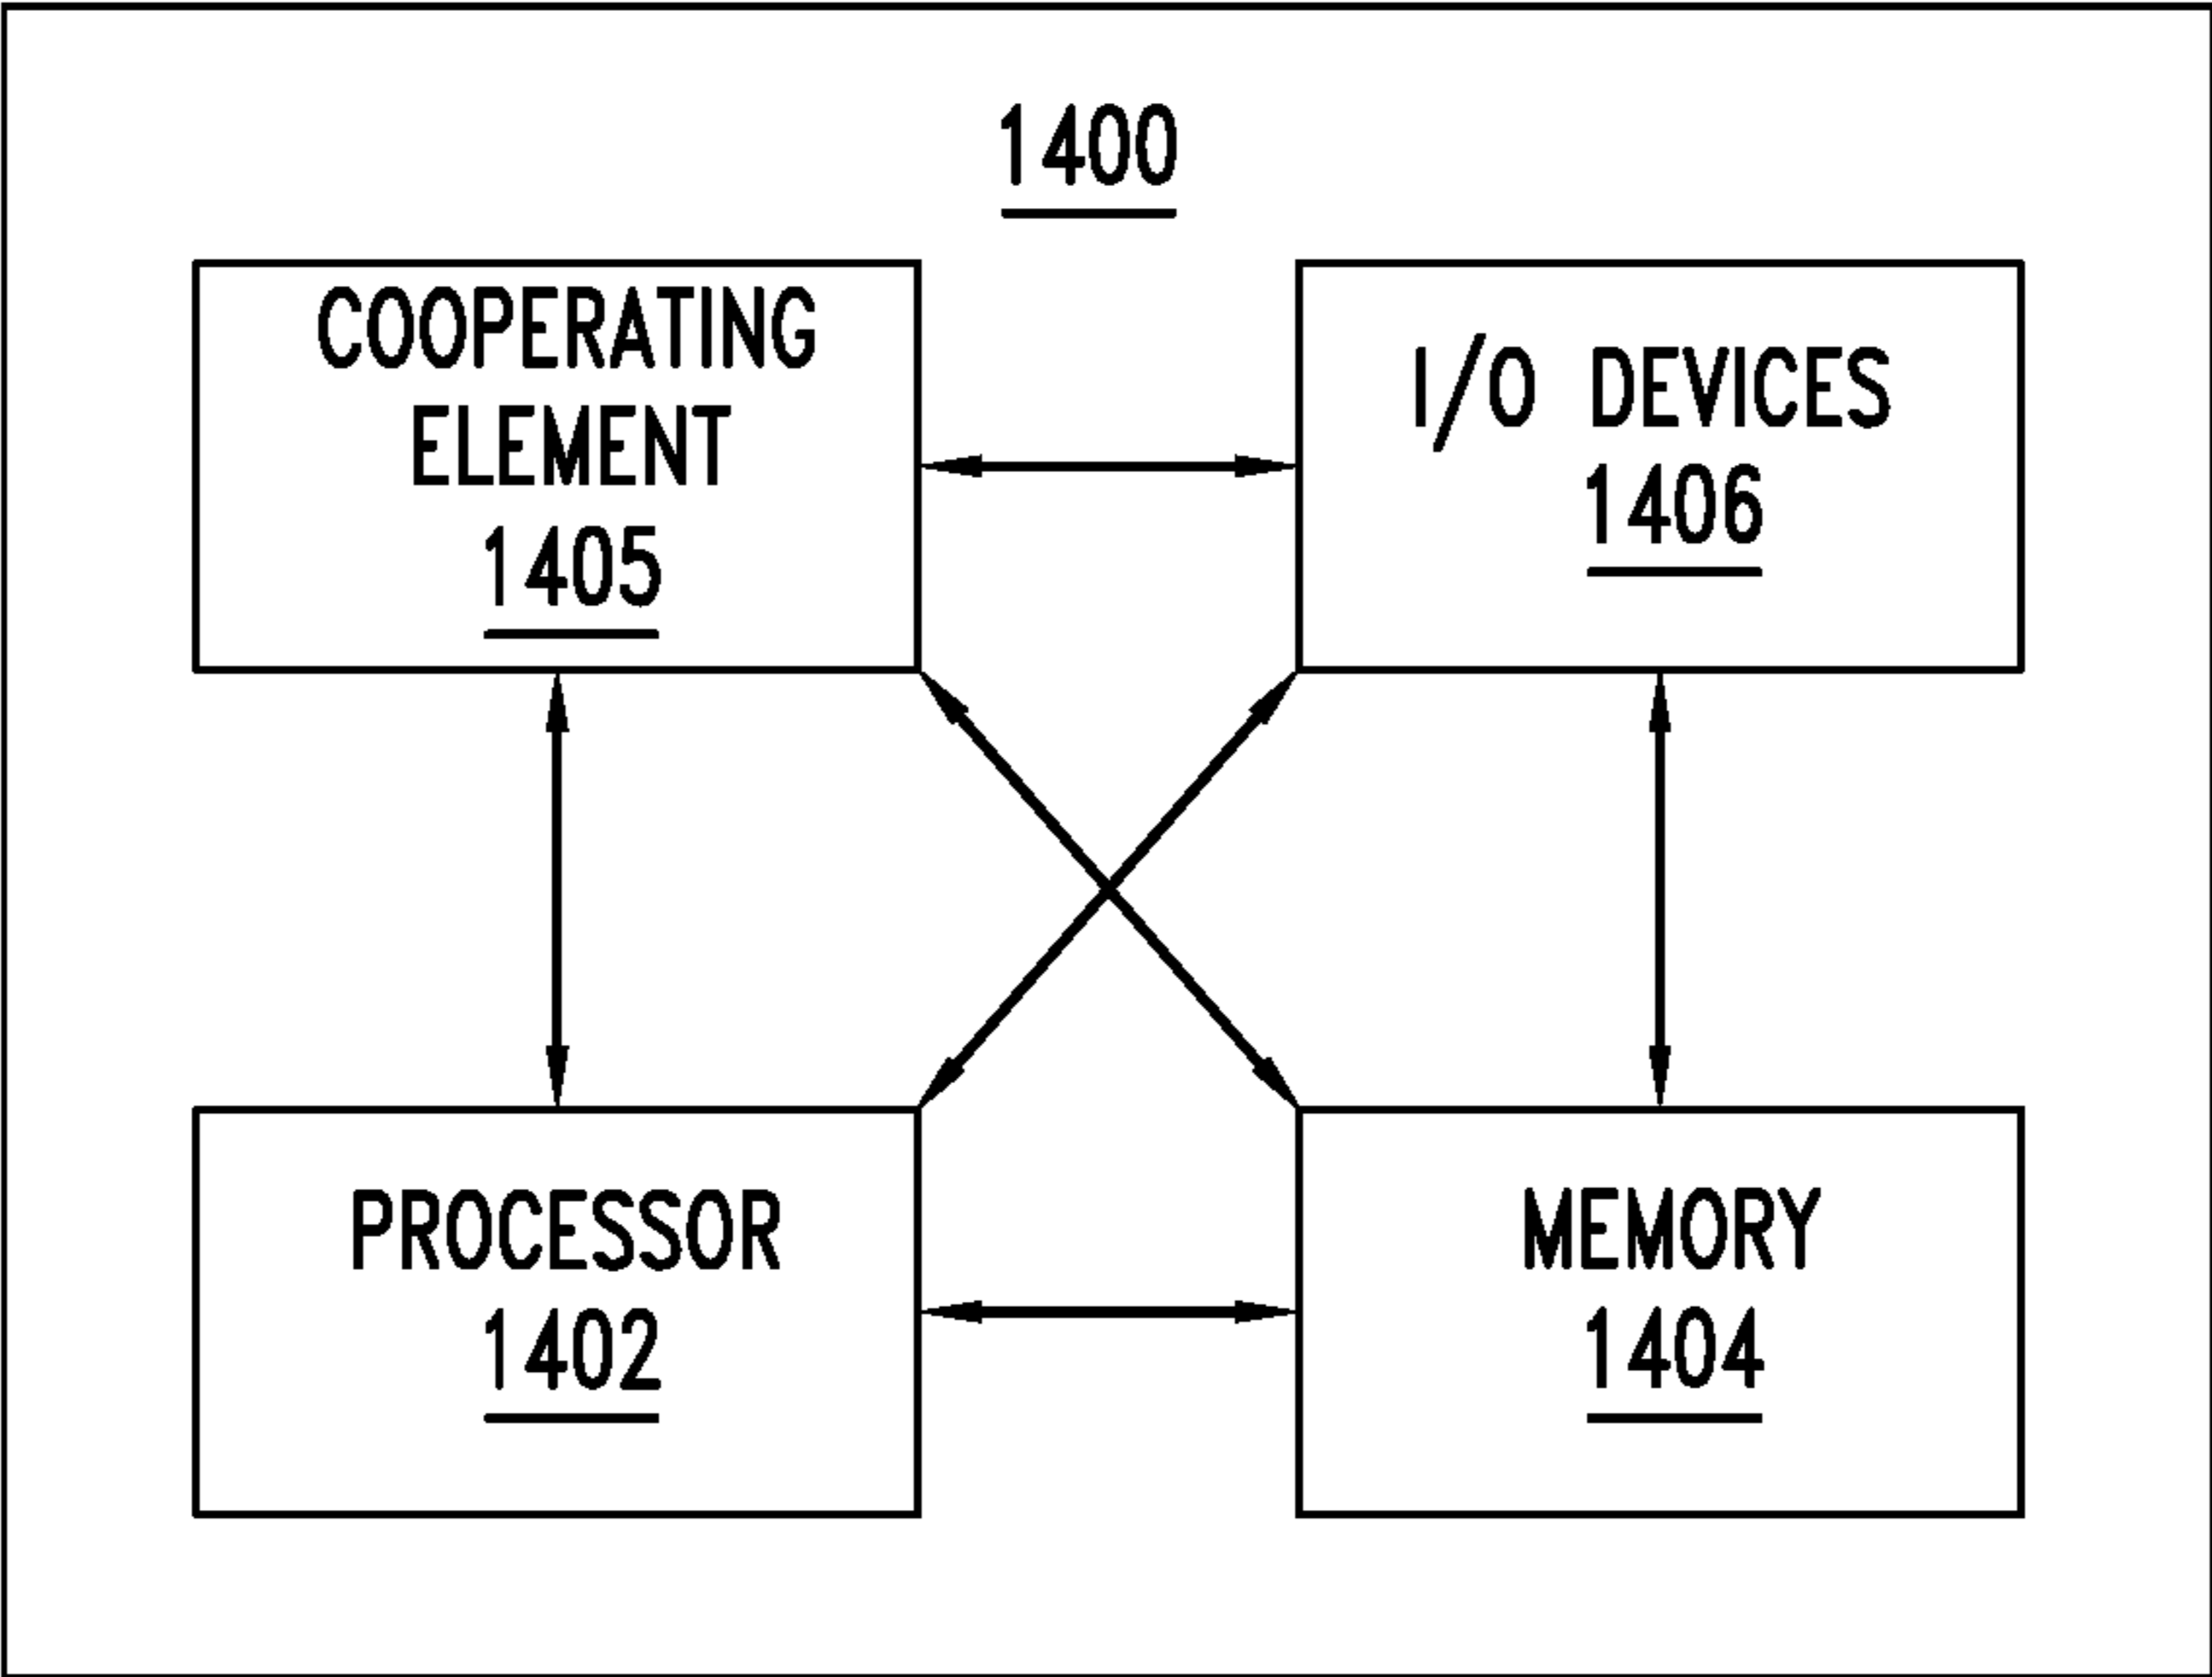 1400
COOPERATING
ELEMENT
1405
I/O DEVICES
1406
PROCESSOR
1402
MEMORY
1404